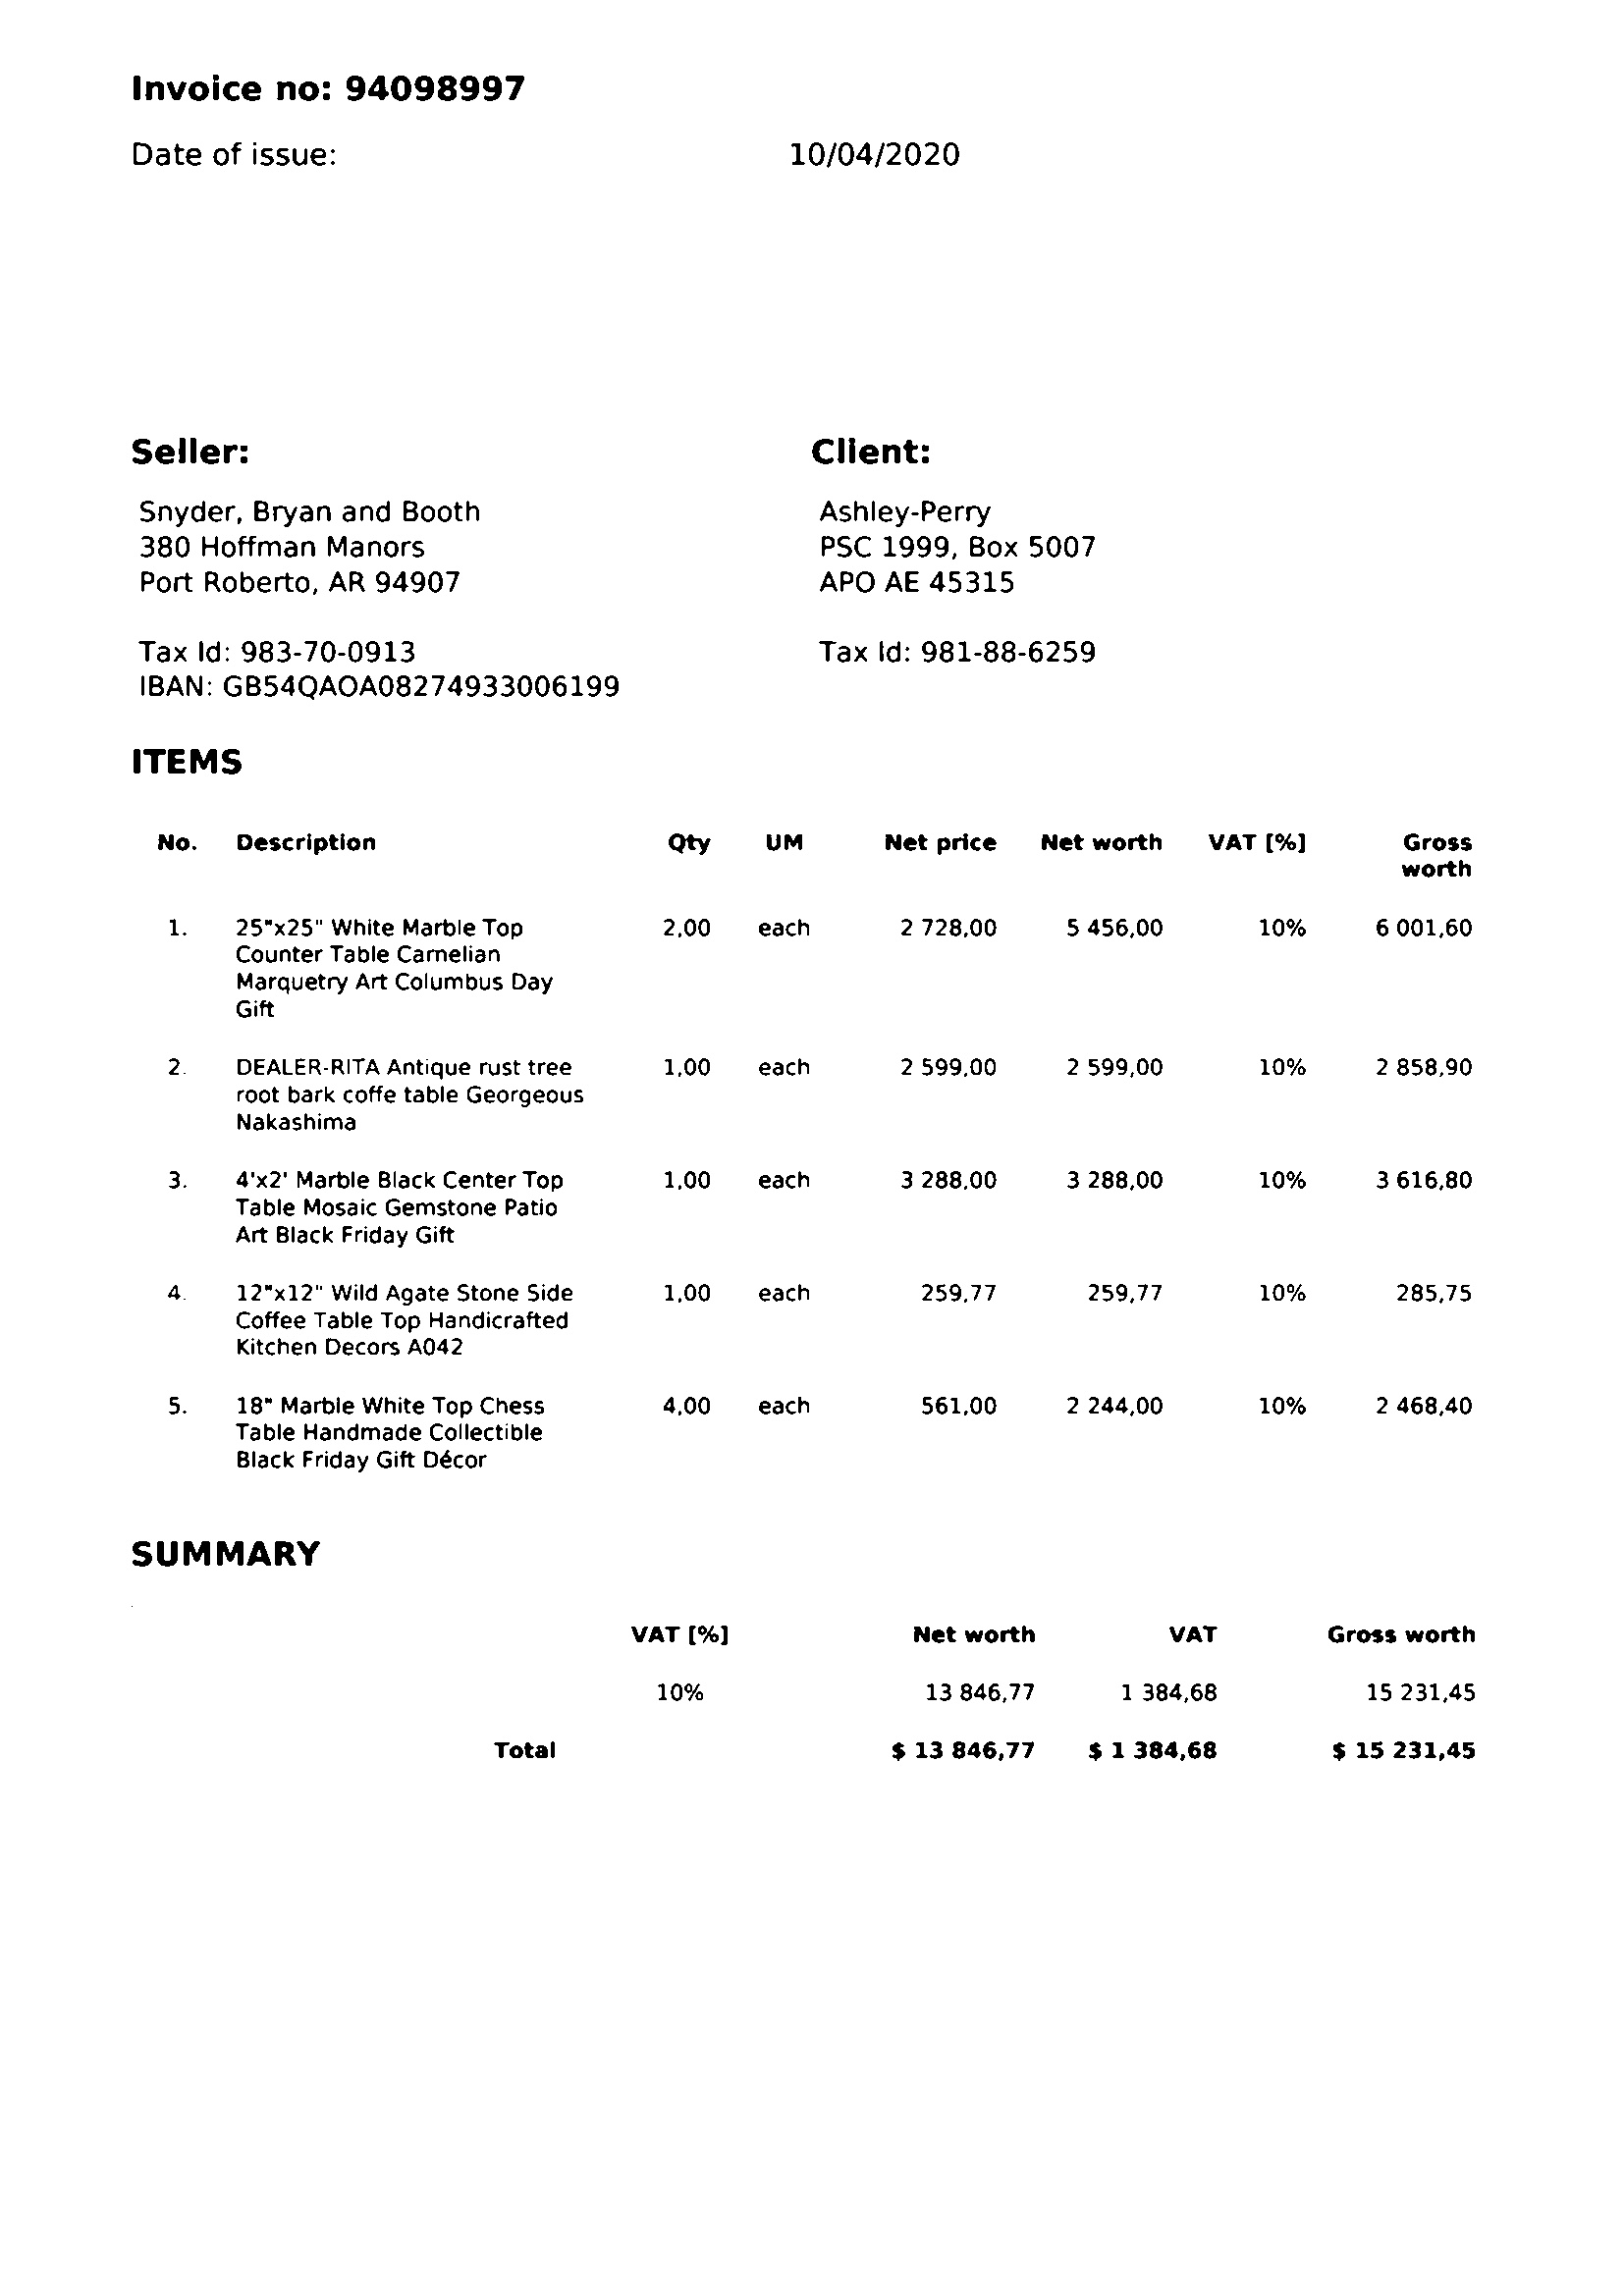 Invoice no: 94098997
Date of issue: 10/04/2020
Seller: Client:
Snyder, Bryan and Booth Ashley-Perry
380 Hoffman Manors PSC 1999, Box 5007
Port Roberto, AR 94907 APO AE 45315
Tax Id: 983-70-0913 Tax Id: 981-88-6259
IBAN: GB54QAOA08274933006199
ITEMS
No. Description Qty UM Net price Net worth VAT [%] Gross
worth
1. 25"x25" White Marble Top 2,00 each 2 728,00 5 456,00 10% 6 001,60
Counter Table Carnelian
Marquetry Art Columbus Day
Gift
2. DEALER-RITA Antique rust tree 1,00 each 2 599,00 2 599,00 10% 2 858,90
root bark coffe table Georgeous
Nakashima
3. 4'x2' Marble Black Center Top 1,00 each 3 288,00 3 288,00 10% 3 616,80
Table Mosaic Gemstone Patio
Art Black Friday Gift
4. 12"x12" Wild Agate Stone Side 1,00 each 259,77 259,77 10% 285,75
Coffee Table Top Handicrafted
Kitchen Decors A042
5. 18" Marble White Top Chess 4,00 each 561,00 2 244,00 10% 2 468,40
Table Handmade Collectible
Black Friday Gift Décor
SUMMARY
VAT [%] Net worth VAT Gross worth
10% 13 846,77 1 384,68 15 231,45
Total $ 13 846,77 $ 1 384,68 $ 15 231,45